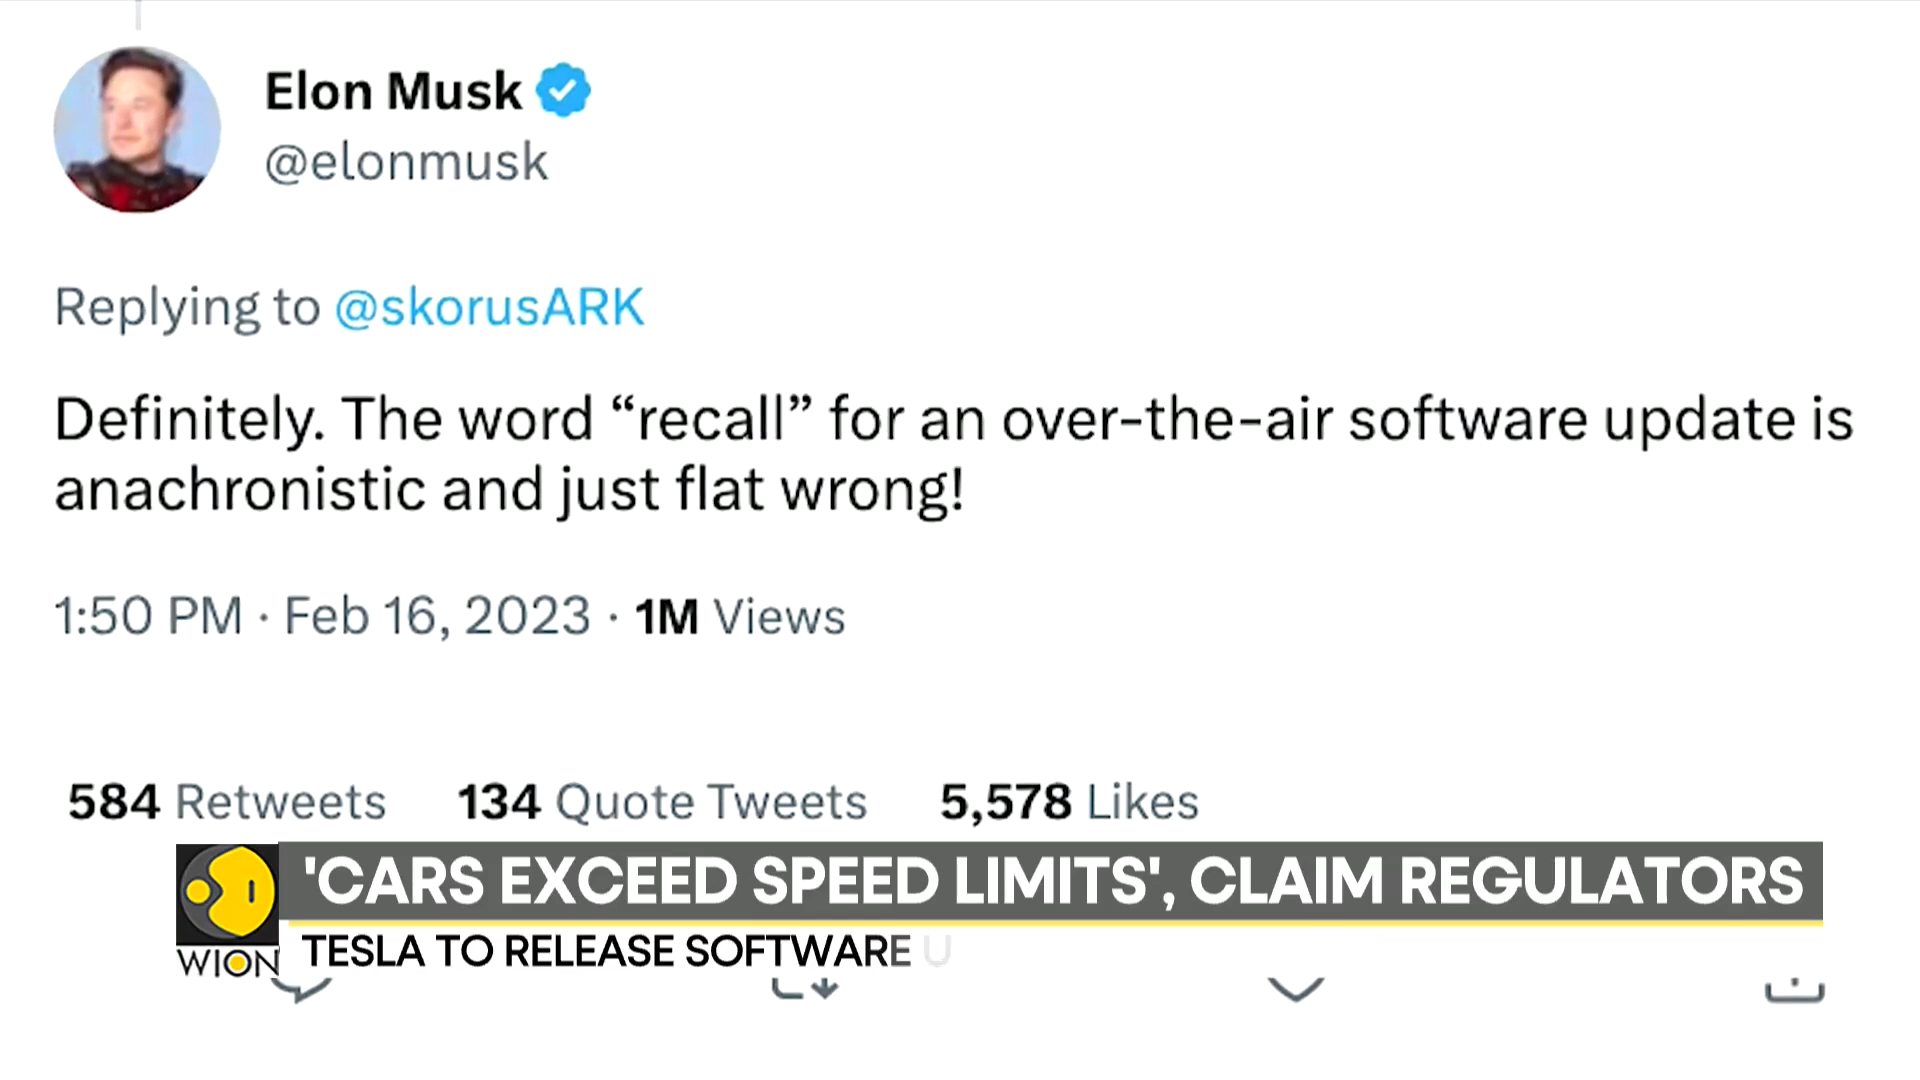 Elon Musk
@elonmusk
Replying to @skorusARK
Definitely. The word “recall” for an over-the-air software update is
anachronistic and just flat wrong!
1:50 PM · Feb 16, 2023 · 1M Views
584 Retweets 134 Quote Tweets 5,578 Likes
'CARS EXCEED SPEED LIMITS', CLAIM REGULATORS
TESLA TO RELEASE SOFTWARE U
WION